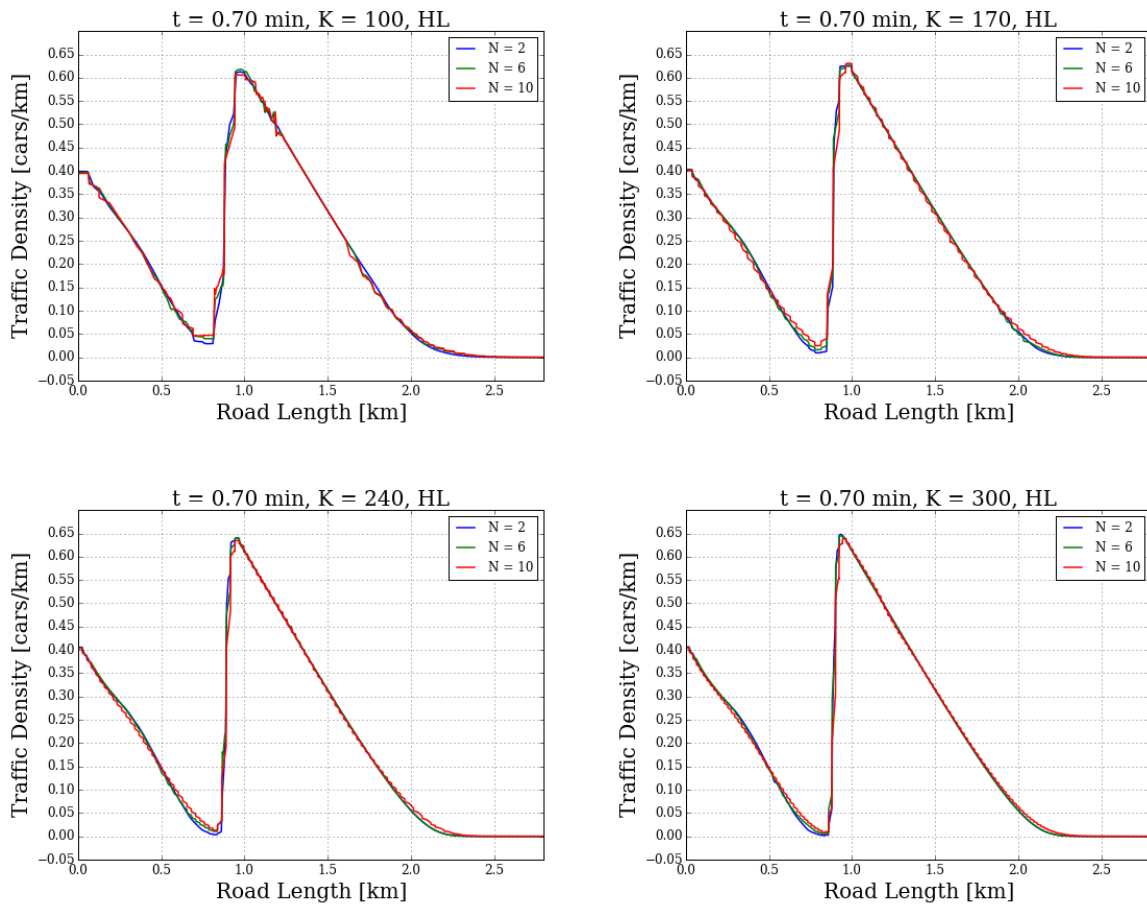 t = 0.70 min, K = 100, HL
Traffic Density [cars/km]
0.65
0.60
0.55
0.50
0.45
0.40
0.35
0.30
0.25
0.20
0.15
0.10
0.05
0.00
−0.05
N = 2
N = 6
N = 10
0.0 0.5 1.0 1.5 2.0 2.5
Road Length [km]
t = 0.70 min, K = 170, HL
Traffic Density [cars/km]
0.65
0.60
0.55
0.50
0.45
0.40
0.35
0.30
0.25
0.20
0.15
0.10
0.05
0.00
−0.05
N = 2
N = 6
N = 10
0.0 0.5 1.0 1.5 2.0 2.5
Road Length [km]
t = 0.70 min, K = 240, HL
Traffic Density [cars/km]
0.65
0.60
0.55
0.50
0.45
0.40
0.35
0.30
0.25
0.20
0.15
0.10
0.05
0.00
−0.05
N = 2
N = 6
N = 10
0.0 0.5 1.0 1.5 2.0 2.5
Road Length [km]
t = 0.70 min, K = 300, HL
Traffic Density [cars/km]
0.65
0.60
0.55
0.50
0.45
0.40
0.35
0.30
0.25
0.20
0.15
0.10
0.05
0.00
−0.05
N = 2
N = 6
N = 10
0.0 0.5 1.0 1.5 2.0 2.5
Road Length [km]